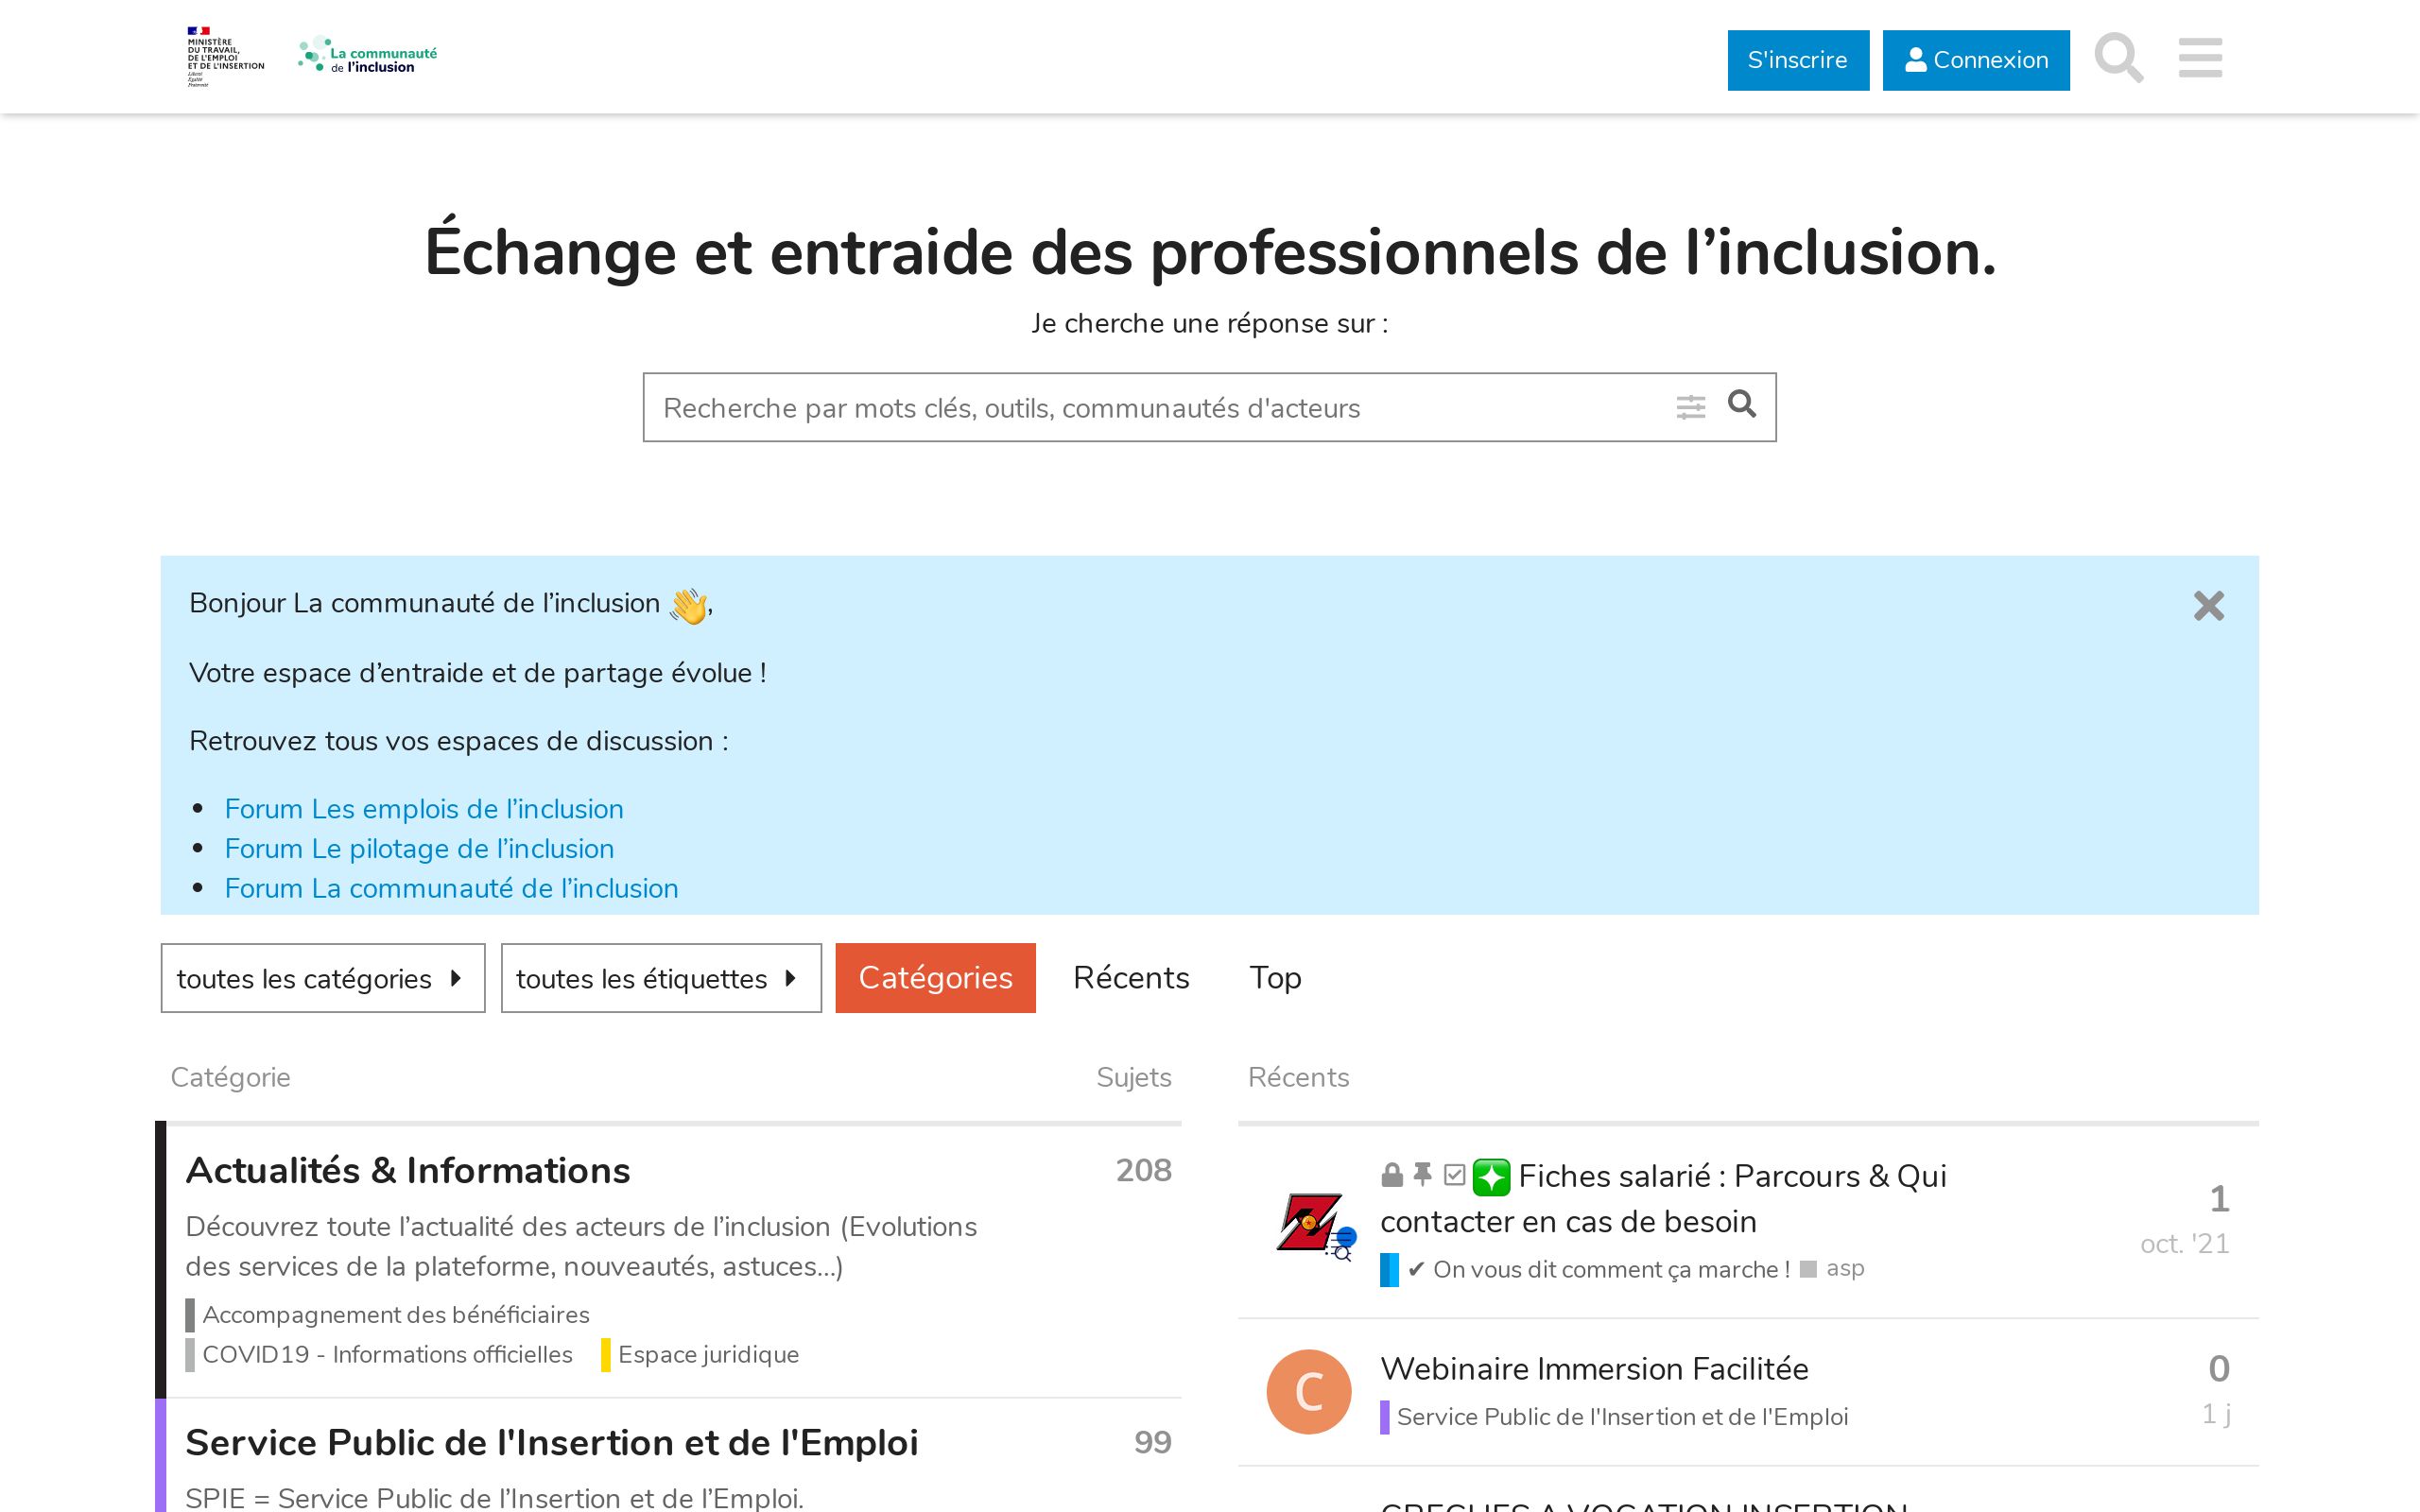 MINISTÈRE
DU TRAVAIL,
DE L'EMPLOI
ET DE L'INSERTION
Liberté
Égalité
Fraternité
La communauté
de l'inclusion
S'inscrire
Connexion
Échange et entraide des professionnels de l’inclusion.
Je cherche une réponse sur :
Recherche par mots clés, outils, communautés d'acteurs
Bonjour La communauté de l’inclusion 👋,
Votre espace d’entraide et de partage évolue !
Retrouvez tous vos espaces de discussion :
• Forum Les emplois de l’inclusion
• Forum Le pilotage de l’inclusion
• Forum La communauté de l’inclusion
toutes les catégories
toutes les étiquettes
Catégories
Récents
Top
Catégorie
Sujets
Actualités & Informations
208
Découvrez toute l’actualité des acteurs de l’inclusion (Evolutions
des services de la plateforme, nouveautés, astuces…)
Accompagnement des bénéficiaires
COVID19 - Informations officielles
Espace juridique
Service Public de l'Insertion et de l'Emploi
99
SPIE = Service Public de l’Insertion et de l’Emploi.
Récents
Fiches salarié : Parcours & Qui
contacter en cas de besoin
✔ On vous dit comment ça marche !
asp
1
oct. '21
C
Webinaire Immersion Facilitée
Service Public de l'Insertion et de l'Emploi
0
1 j
CRECHES A VOCATION INSERTION